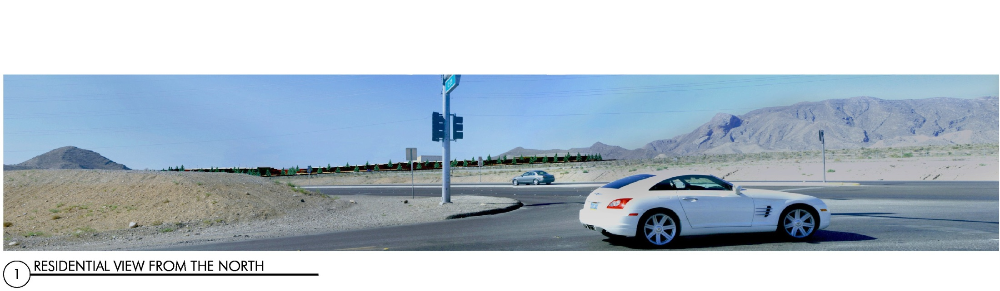 1
RESIDENTIAL VIEW FROM THE NORTH